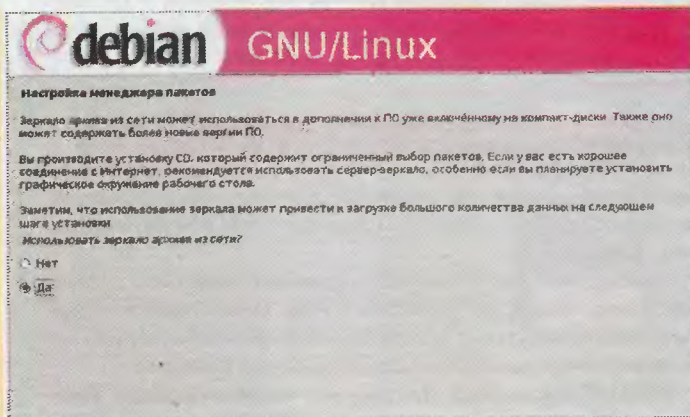 debian GNU/Linux
Настройка менеджера пакетов
Зеркало архива из сети может использоваться в дополнении к ПО уже включённому на компакт-диски. Также оно
может содержать более новые версии ПО.
Вы производите установку CD, который содержит ограниченный выбор пакетов. Если у вас есть хорошее
соединение с Интернет, рекомендуется использовать сервер-зеркало, особенно если вы планируете установить
графическое окружение рабочего стола.
Заметим, что использование зеркала может привести к загрузке большого количества данных на следующем
шаге установки.
Использовать зеркало архива из сети?
Нет
Да